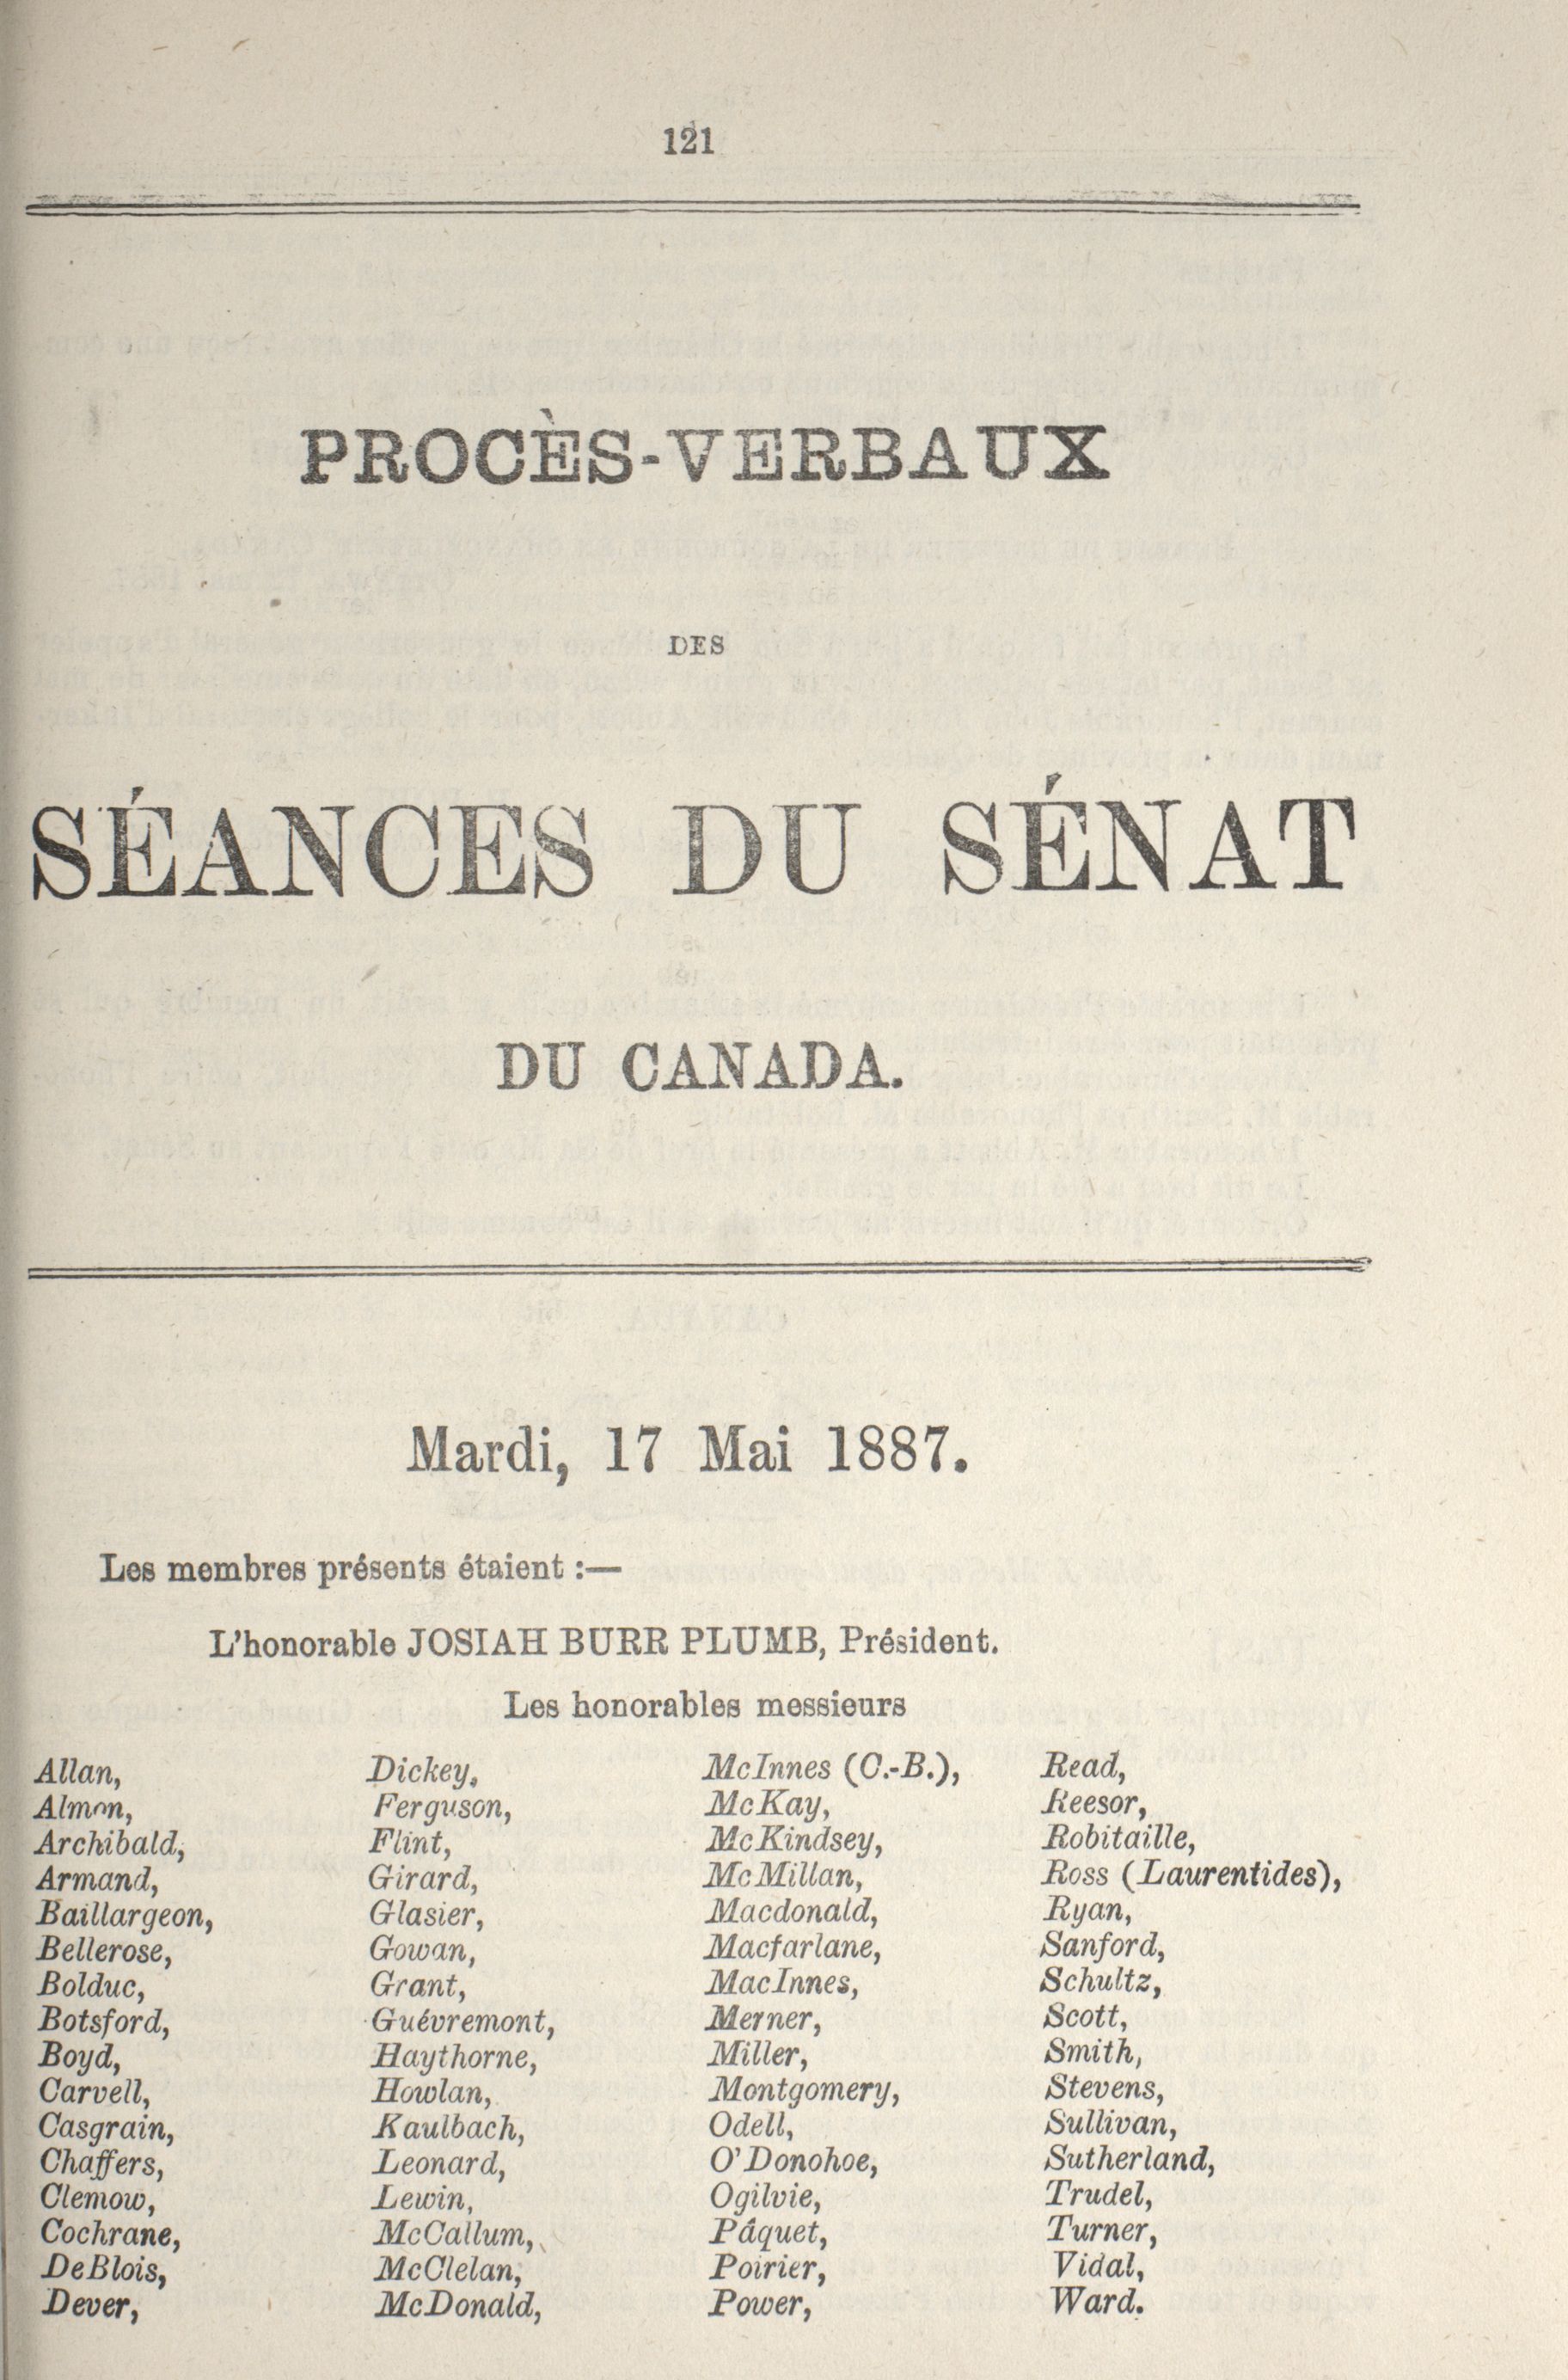 121
PROCÈS-VERBAUX
DES
SÉANCES DU SÉNAT
DU CANADA.
Mardi, 17 Mai 1887.
Les membres présents étaient :—
L'honorable JOSIAH BURR PLUMB, Président.
Les honorables messieurs
Allan,
Almon,
Archibald,
Armand,
Baillargeon,
Bellerose,
Bolduc,
Botsford,
Boyd,
Carvell,
Casgrain,
Chaffers,
Clemow,
Cochrane,
DeBlois,
Dever,
Dickey,
Ferguson,
Flint,
Girard,
Glasier,
Gowan,
Grant,
Guévremont,
Haythorne,
Howlan,
Kaulbach,
Leonard,
Lewin,
McCallum,
McClelan,
McDonald,
McInnes (C.-B.),
McKay,
McKindsey,
McMillan,
Macdonald,
Macfarlane,
MacInnes,
Merner,
Miller,
Montgomery,
Odell,
O'Donohoe,
Ogilvie,
Pâquet,
Poirier,
Power,
Read,
Reesor,
Robitaille,
Ross (Laurentides),
Ryan,
Sanford,
Schultz,
Scott,
Smith,
Stevens,
Sullivan,
Sutherland,
Trudel,
Turner,
Vidal,
Ward.